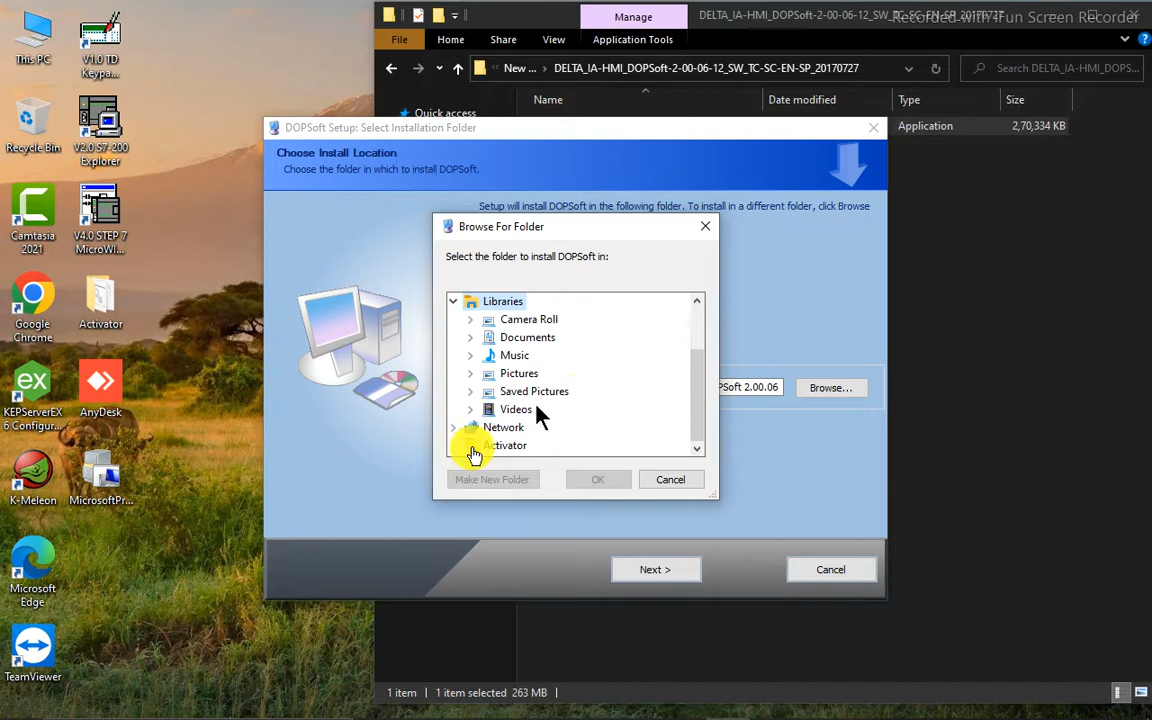 Manage
DELTA_IA-HMI_DOPSoft-2-00-06-12_SW_TC-SC-EN-SP_20170727
Recorded with iFun Screen Recorder
File
Home
Share
View
Application Tools
New ...
DELTA_IA-HMI_DOPSoft-2-00-06-12_SW_TC-SC-EN-SP_20170727
Search DELTA_IA-HMI_DOPS...
Quick access
Name
Date modified
Type
Size
Application
2,70,334 KB
This PC
V1.0 TD
Keypa...
Recycle Bin
V2.0 S7-200
Explorer
Camtasia
2021
V4.0 STEP 7
MicroWI...
Google
Chrome
Activator
KEPServerEX
6 Configur...
AnyDesk
K-Meleon
MicrosoftPr...
Microsoft
Edge
TeamViewer
DOPSoft Setup: Select Installation Folder
Choose Install Location
Choose the folder in which to install DOPSoft.
Setup will install DOPSoft in the following folder. To install in a different folder, click Browse
PSoft 2.00.06
Browse...
Browse For Folder
Select the folder to install DOPSoft in:
Libraries
Camera Roll
Documents
Music
Pictures
Saved Pictures
Videos
Network
Activator
Make New Folder
OK
Cancel
Next >
Cancel
1 item
1 item selected 263 MB